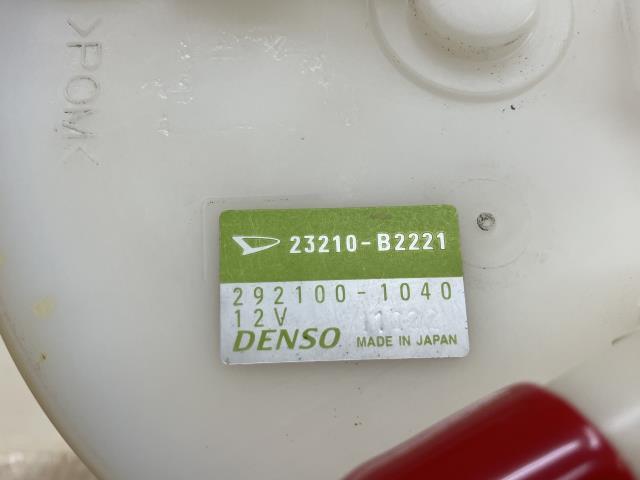 >POM<
23210-B2221
292100-1040
12V
DENSO MADE IN JAPAN